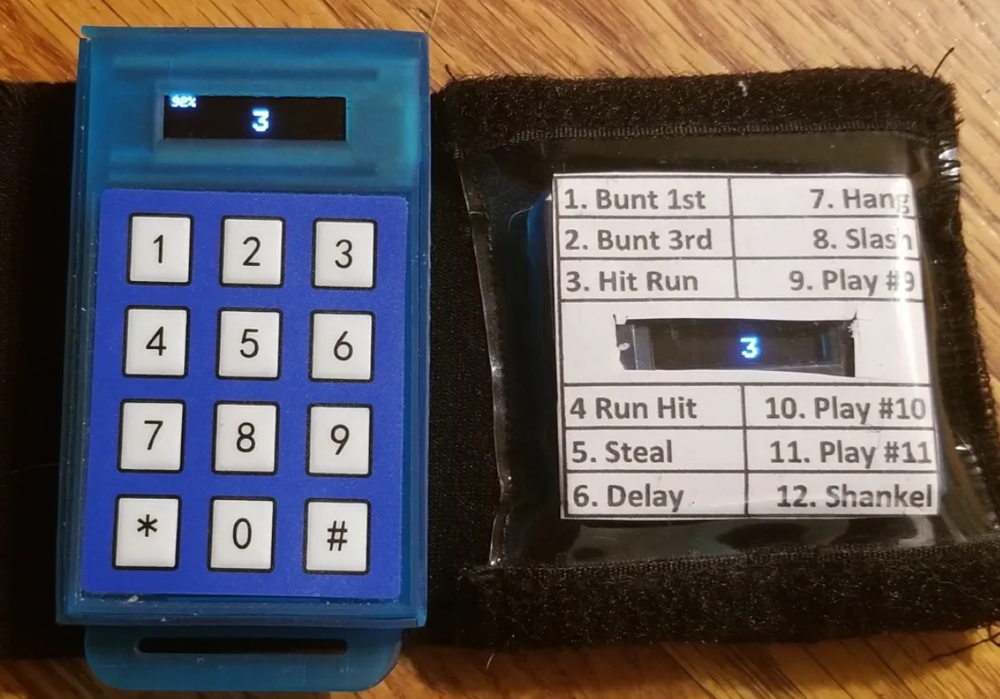 92%
3
1 2 3
4 5 6
7 8 9
* 0 #
1. Bunt 1st 7. Hang
2. Bunt 3rd 8. Slash
3. Hit Run 9. Play #9
3
4 Run Hit 10. Play #10
5. Steal 11. Play #11
6. Delay 12. Shankel